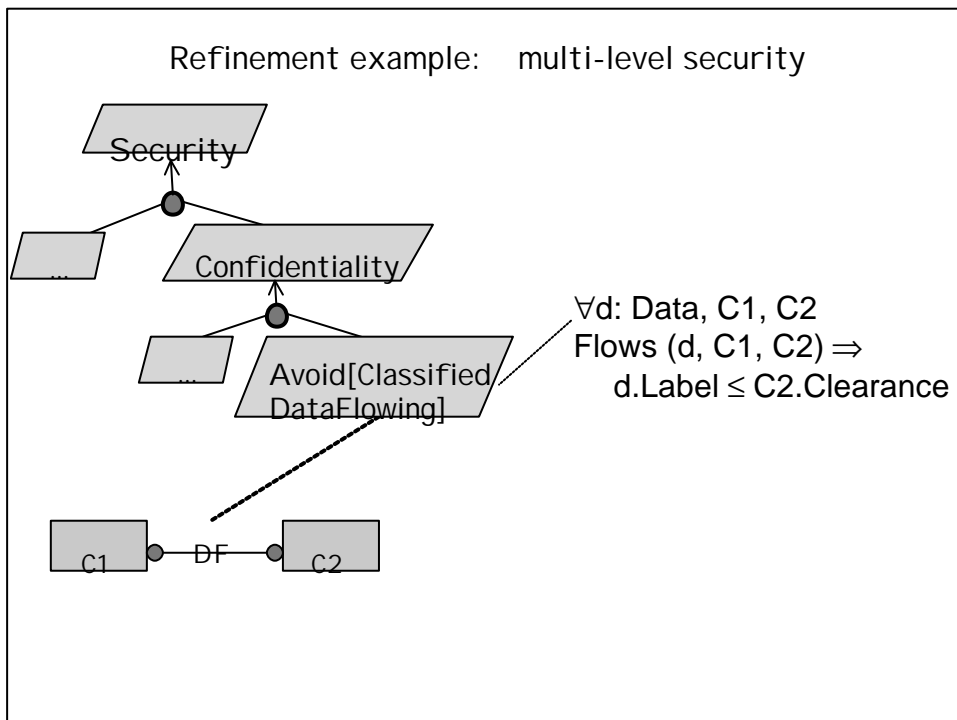 Refinement example: multi-level security
Security
...
Confidentiality
...
Avoid[Classified
DataFlowing]
∀d: Data, C1, C2
Flows (d, C1, C2) ⇒
d.Label ≤ C2.Clearance
C1
DF
C2